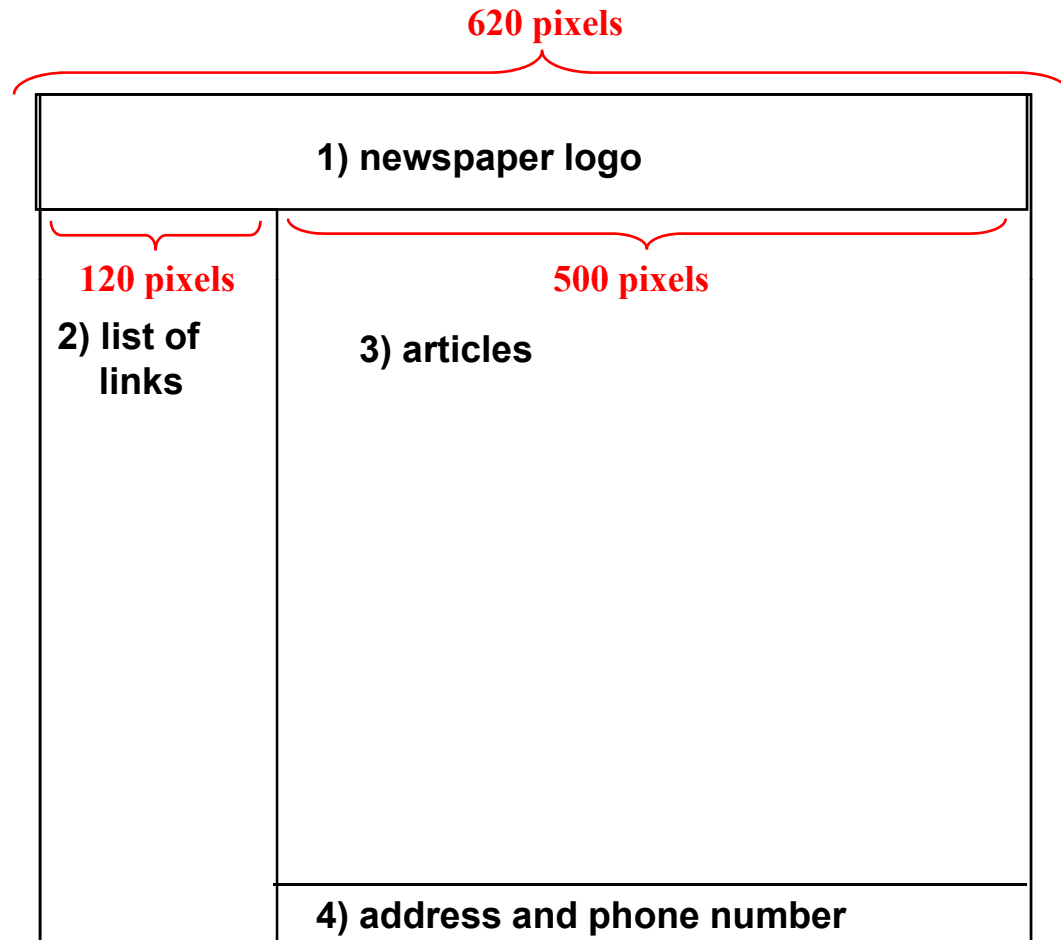 620 pixels
1) newspaper logo
120 pixels
500 pixels
2) list of
links
3) articles
4) address and phone number